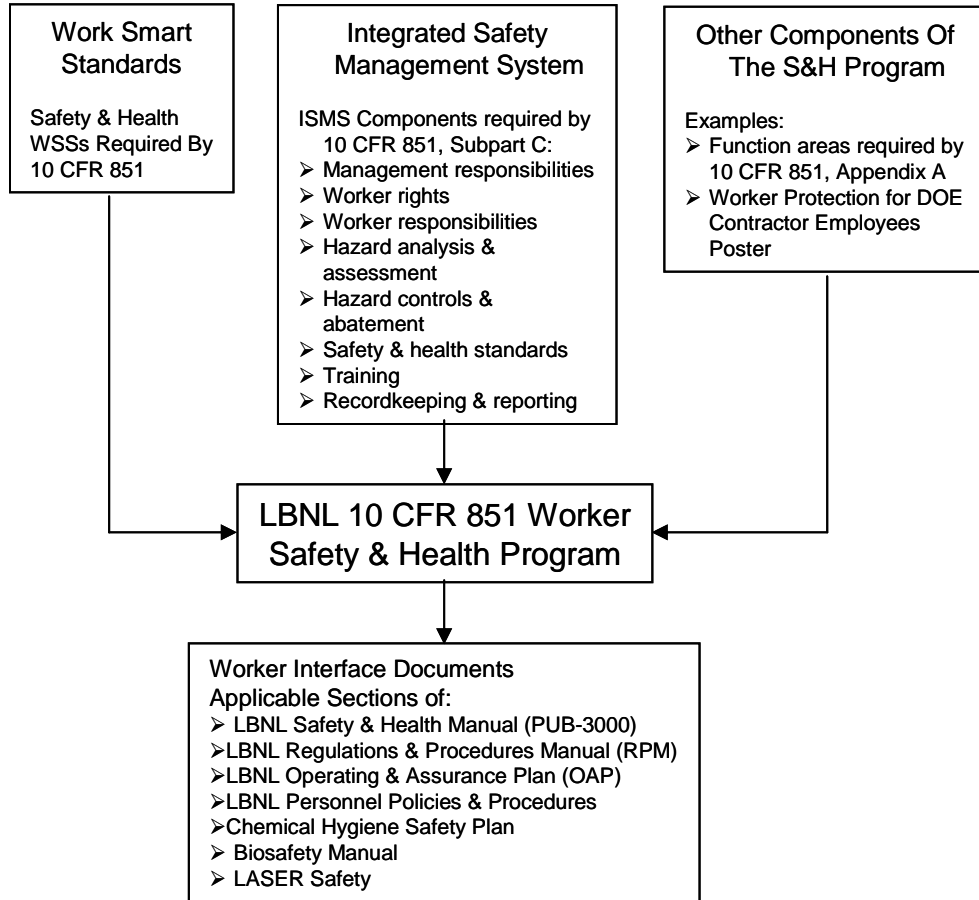 Work Smart
Standards
Safety & Health
WSSs Required By
10 CFR 851
Integrated Safety
Management System
ISMS Components required by
10 CFR 851, Subpart C:
➢ Management responsibilities
➢ Worker rights
➢ Worker responsibilities
➢ Hazard analysis &
assessment
➢ Hazard controls &
abatement
➢ Safety & health standards
➢ Training
➢ Recordkeeping & reporting
Other Components Of
The S&H Program
Examples:
➢ Function areas required by
10 CFR 851, Appendix A
➢ Worker Protection for DOE
Contractor Employees
Poster
LBNL 10 CFR 851 Worker
Safety & Health Program
Worker Interface Documents
Applicable Sections of:
➢ LBNL Safety & Health Manual (PUB-3000)
➢LBNL Regulations & Procedures Manual (RPM)
➢LBNL Operating & Assurance Plan (OAP)
➢LBNL Personnel Policies & Procedures
➢Chemical Hygiene Safety Plan
➢ Biosafety Manual
➢ LASER Safety